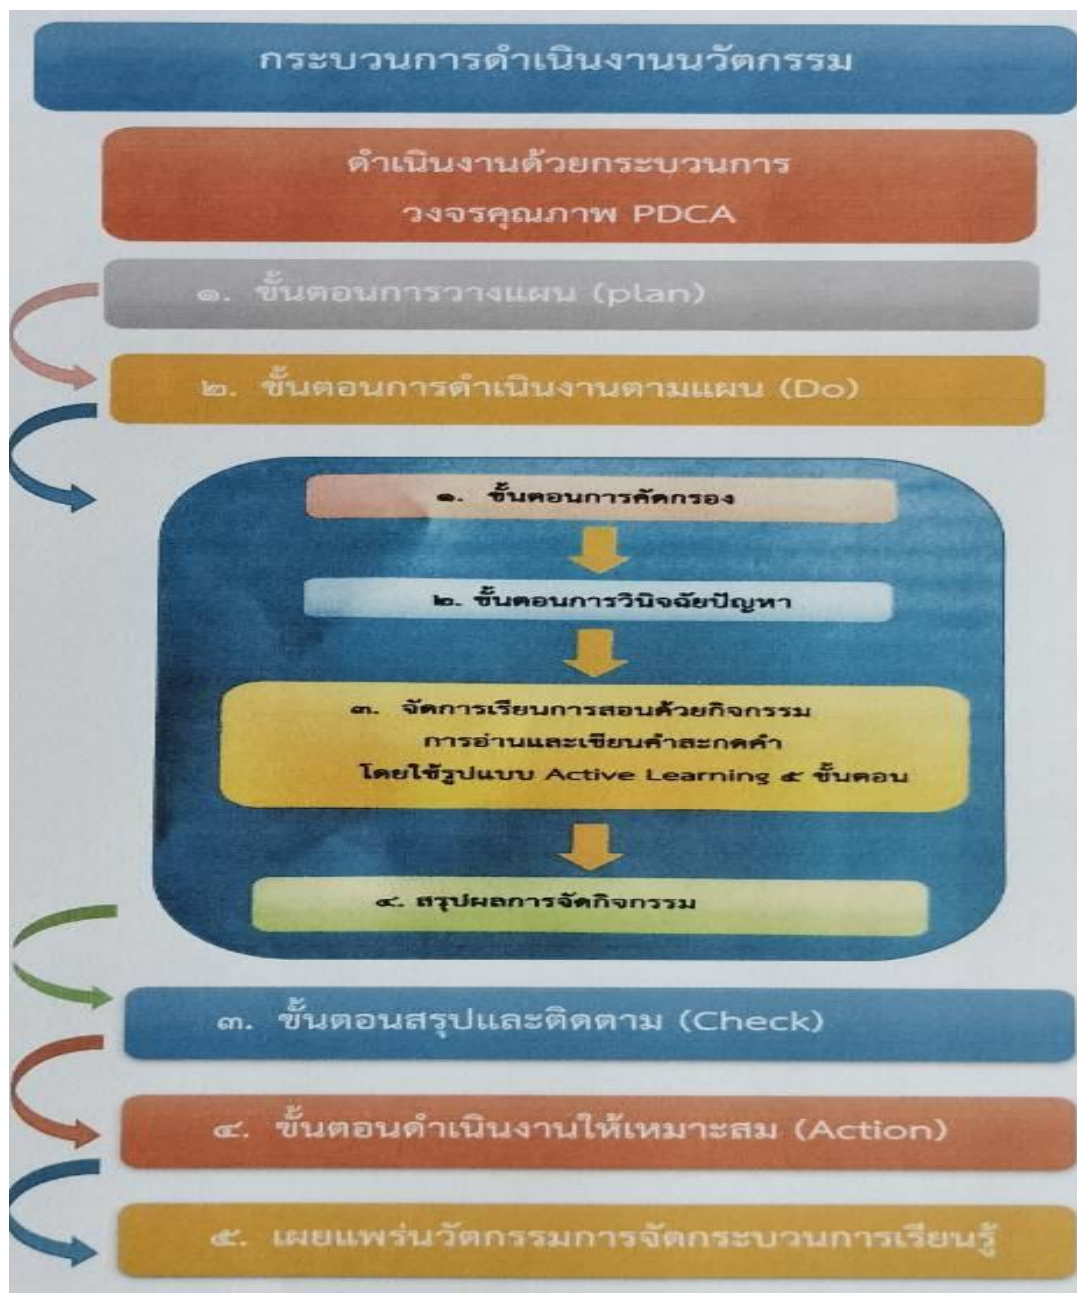 กระบวนการดำเนินงานนวัตกรรม
ดำเนินงานด้วยกระบวนการ
วงจรคุณภาพ PDCA
๑. ขั้นตอนการวางแผน (plan)
๒. ขั้นตอนการดำเนินงานตามแผน (Do)
๑. ขั้นตอนการคัดกรอง
๒. ขั้นตอนการวินิจฉัยปัญหา
๓. จัดการเรียนการสอนด้วยกิจกรรม
การอ่านและเขียนคำสะกดคำ
โดยใช้รูปแบบ Active Learning ๕ ขั้นตอน
๔. สรุปผลการจัดกิจกรรม
๓. ขั้นตอนสรุปและติดตาม (Check)
๔. ขั้นตอนดำเนินงานให้เหมาะสม (Action)
๕. เผยแพร่นวัตกรรมการจัดกระบวนการเรียนรู้